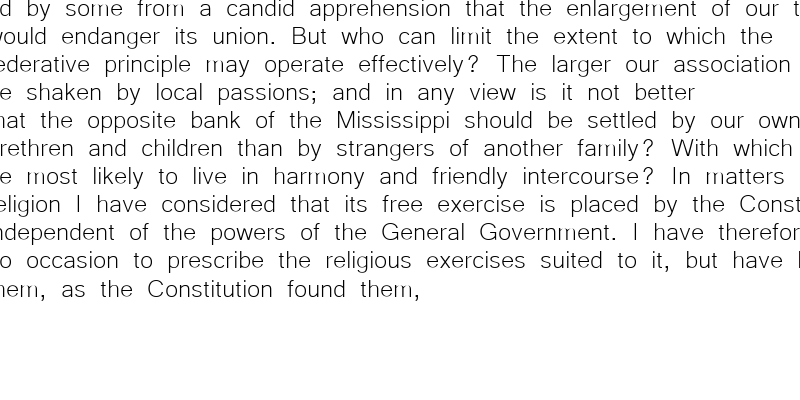 d by some from a candid apprehension that the enlargement of our t
would endanger its union. But who can limit the extent to which the
ederative principle may operate effectively? The larger our association
e shaken by local passions; and in any view is it not better
hat the opposite bank of the Mississippi should be settled by our own
rethren and children than by strangers of another family? With which
e most likely to live in harmony and friendly intercourse? In matters
eligion I have considered that its free exercise is placed by the Const
ndependent of the powers of the General Government. I have therefor
o occasion to prescribe the religious exercises suited to it, but have l
hem, as the Constitution found them,